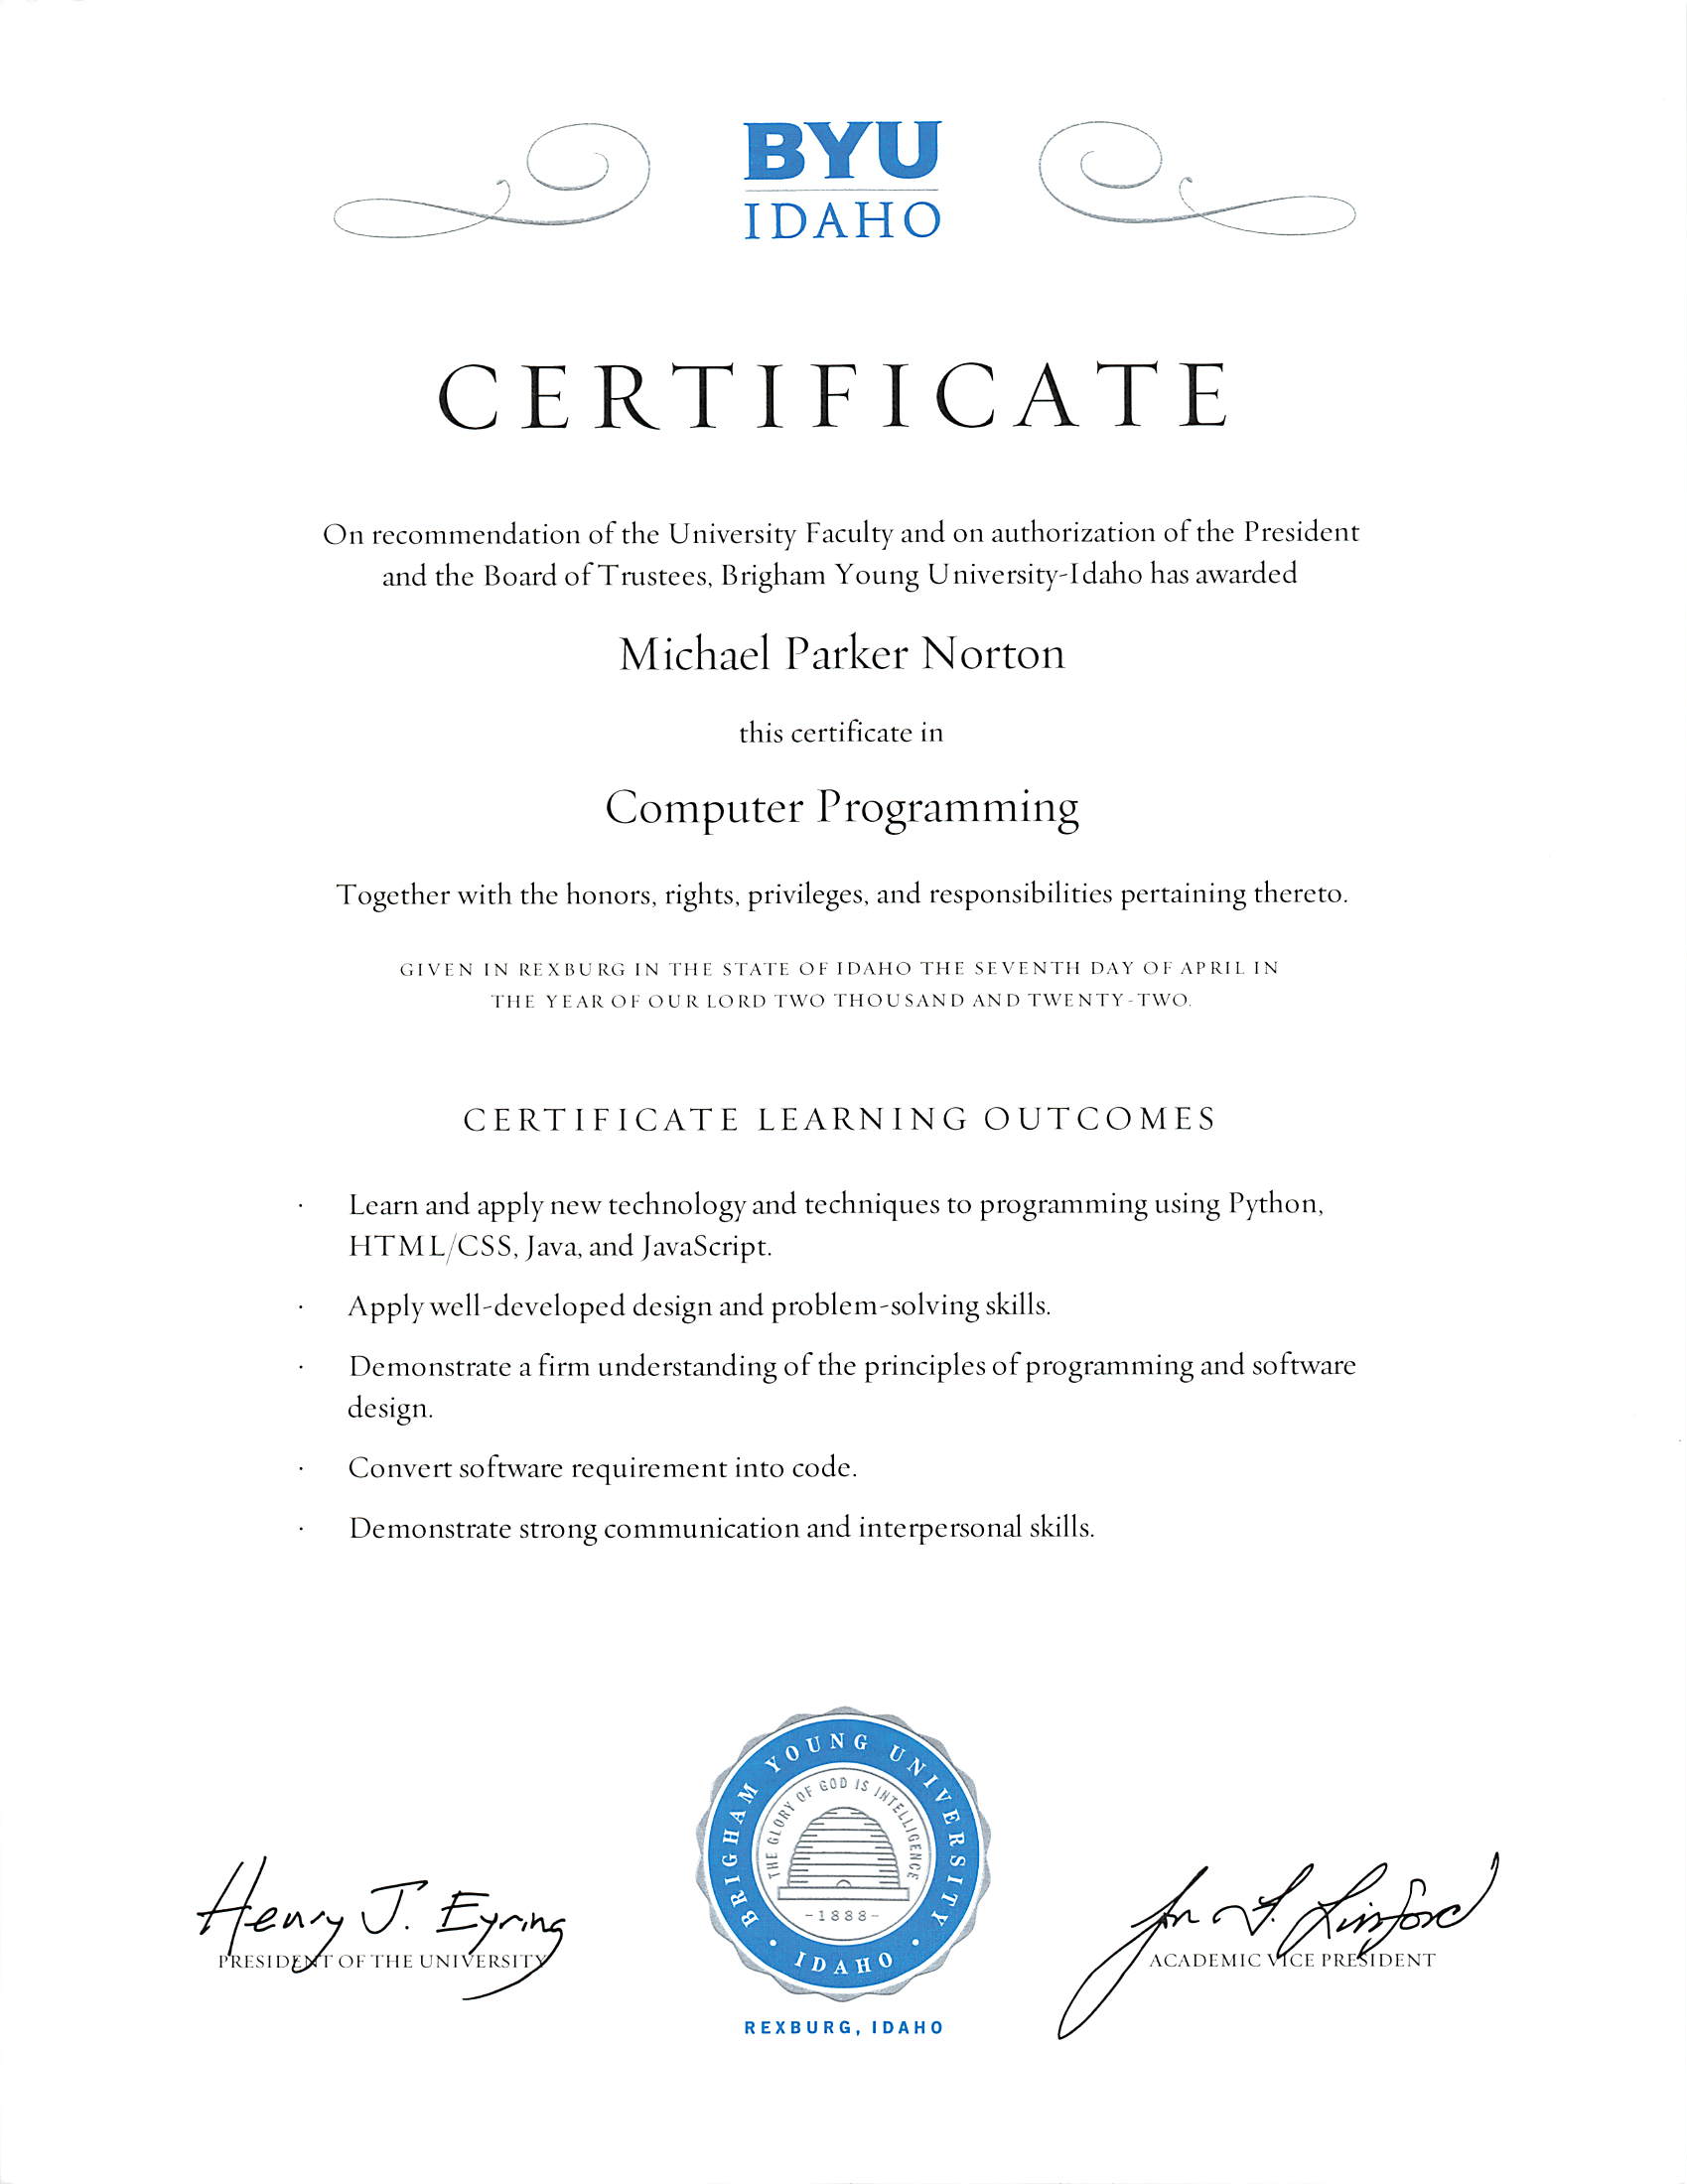 BYU
IDAHO
CERTIFICATE
On recommendation of the University Faculty and on authorization of the President
and the Board of Trustees, Brigham Young University-Idaho has awarded
Michael Parker Norton
this certificate in
Computer Programming
Together with the honors, rights, privileges, and responsibilities pertaining thereto.
GIVEN IN REXBURG IN THE STATE OF IDAHO THE SEVENTH DAY OF APRIL IN
THE YEAR OF OUR LORD TWO THOUSAND AND TWENTY-TWO.
CERTIFICATE LEARNING OUTCOMES
· Learn and apply new technology and techniques to programming using Python,
HTML/CSS, Java, and JavaScript.
· Apply well-developed design and problem-solving skills.
· Demonstrate a firm understanding of the principles of programming and software
design.
· Convert software requirement into code.
· Demonstrate strong communication and interpersonal skills.
BRIGHAM YOUNG UNIVERSITY
THE GLORY OF GOD IS INTELLIGENCE
-1888-
· IDAHO ·
REXBURG, IDAHO
Henry J. Eyring
PRESIDENT OF THE UNIVERSITY
Jon F. Linford
ACADEMIC VICE PRESIDENT